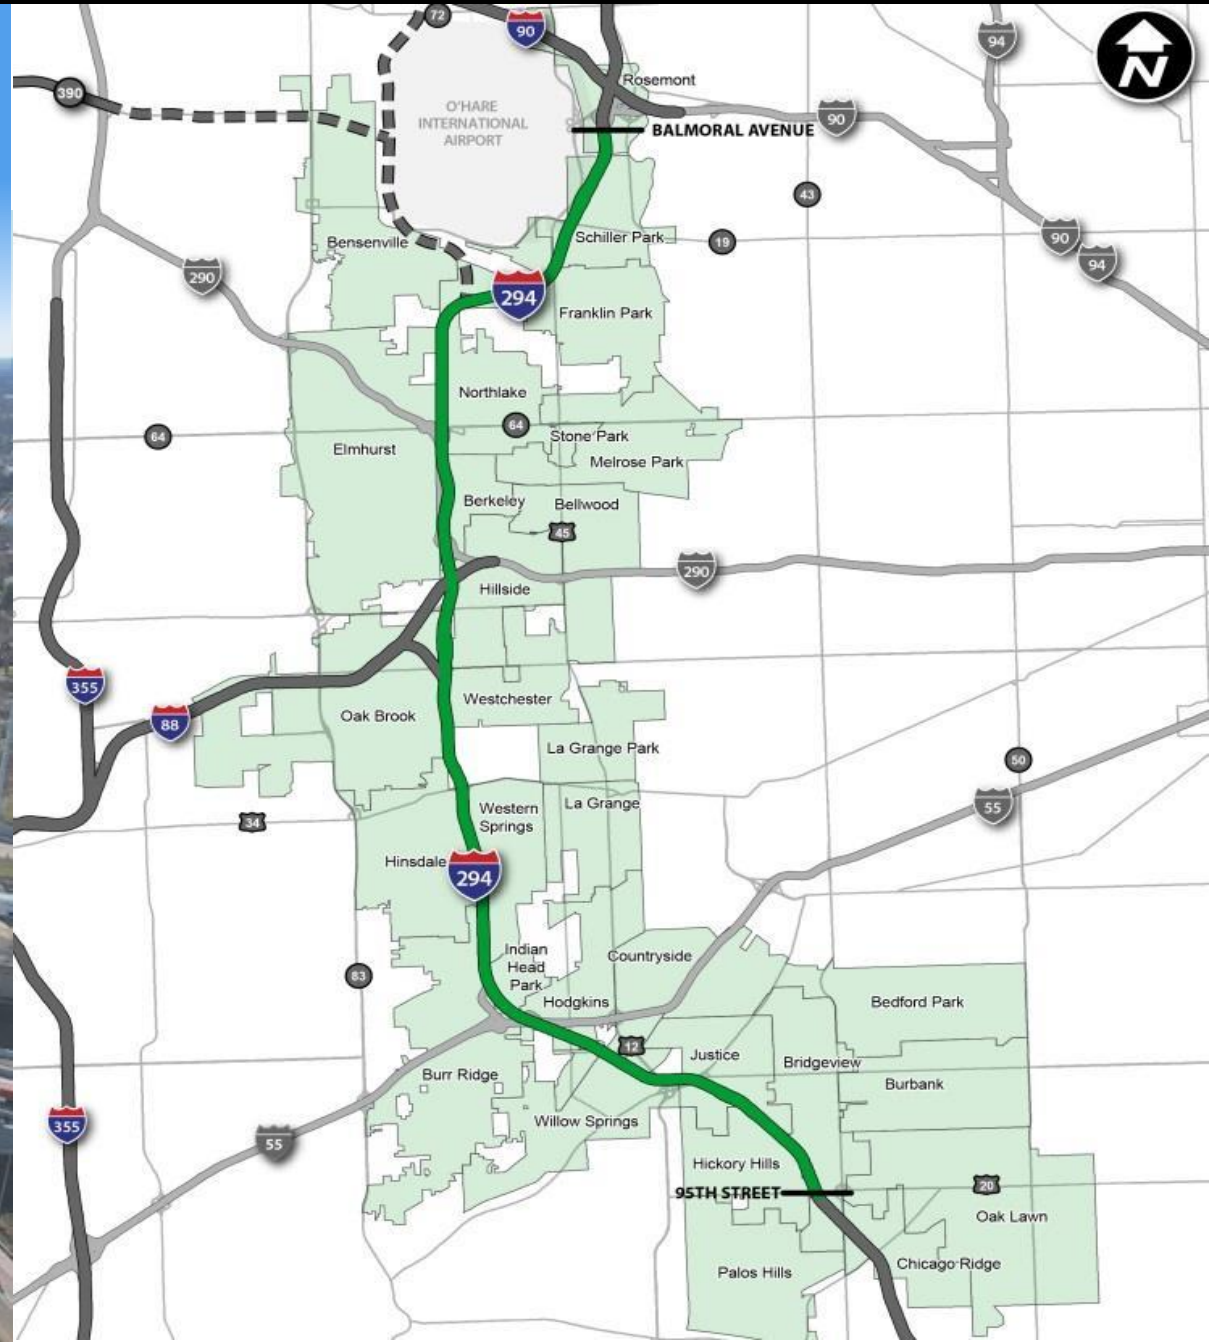 72
90
94
N
Rosemont
390
O'HARE
INTERNATIONAL
AIRPORT
90
BALMORAL AVENUE
43
Schiller Park
19
90
Bensenville
94
290
294
Franklin Park
Northlake
64
64
Stone Park
Elmhurst
Melrose Park
Berkeley
Bellwood
45
290
Hillside
355
Westchester
Oak Brook
88
La Grange Park
50
Western
Springs
La Grange
55
34
Hinsdale
294
Indian
Head
Park
Countryside
83
Hodgkins
Bedford Park
12
Justice
Bridgeview
Burr Ridge
Burbank
355
Willow Springs
55
Hickory Hills
95TH STREET
20
Oak Lawn
Chicago Ridge
Palos Hills